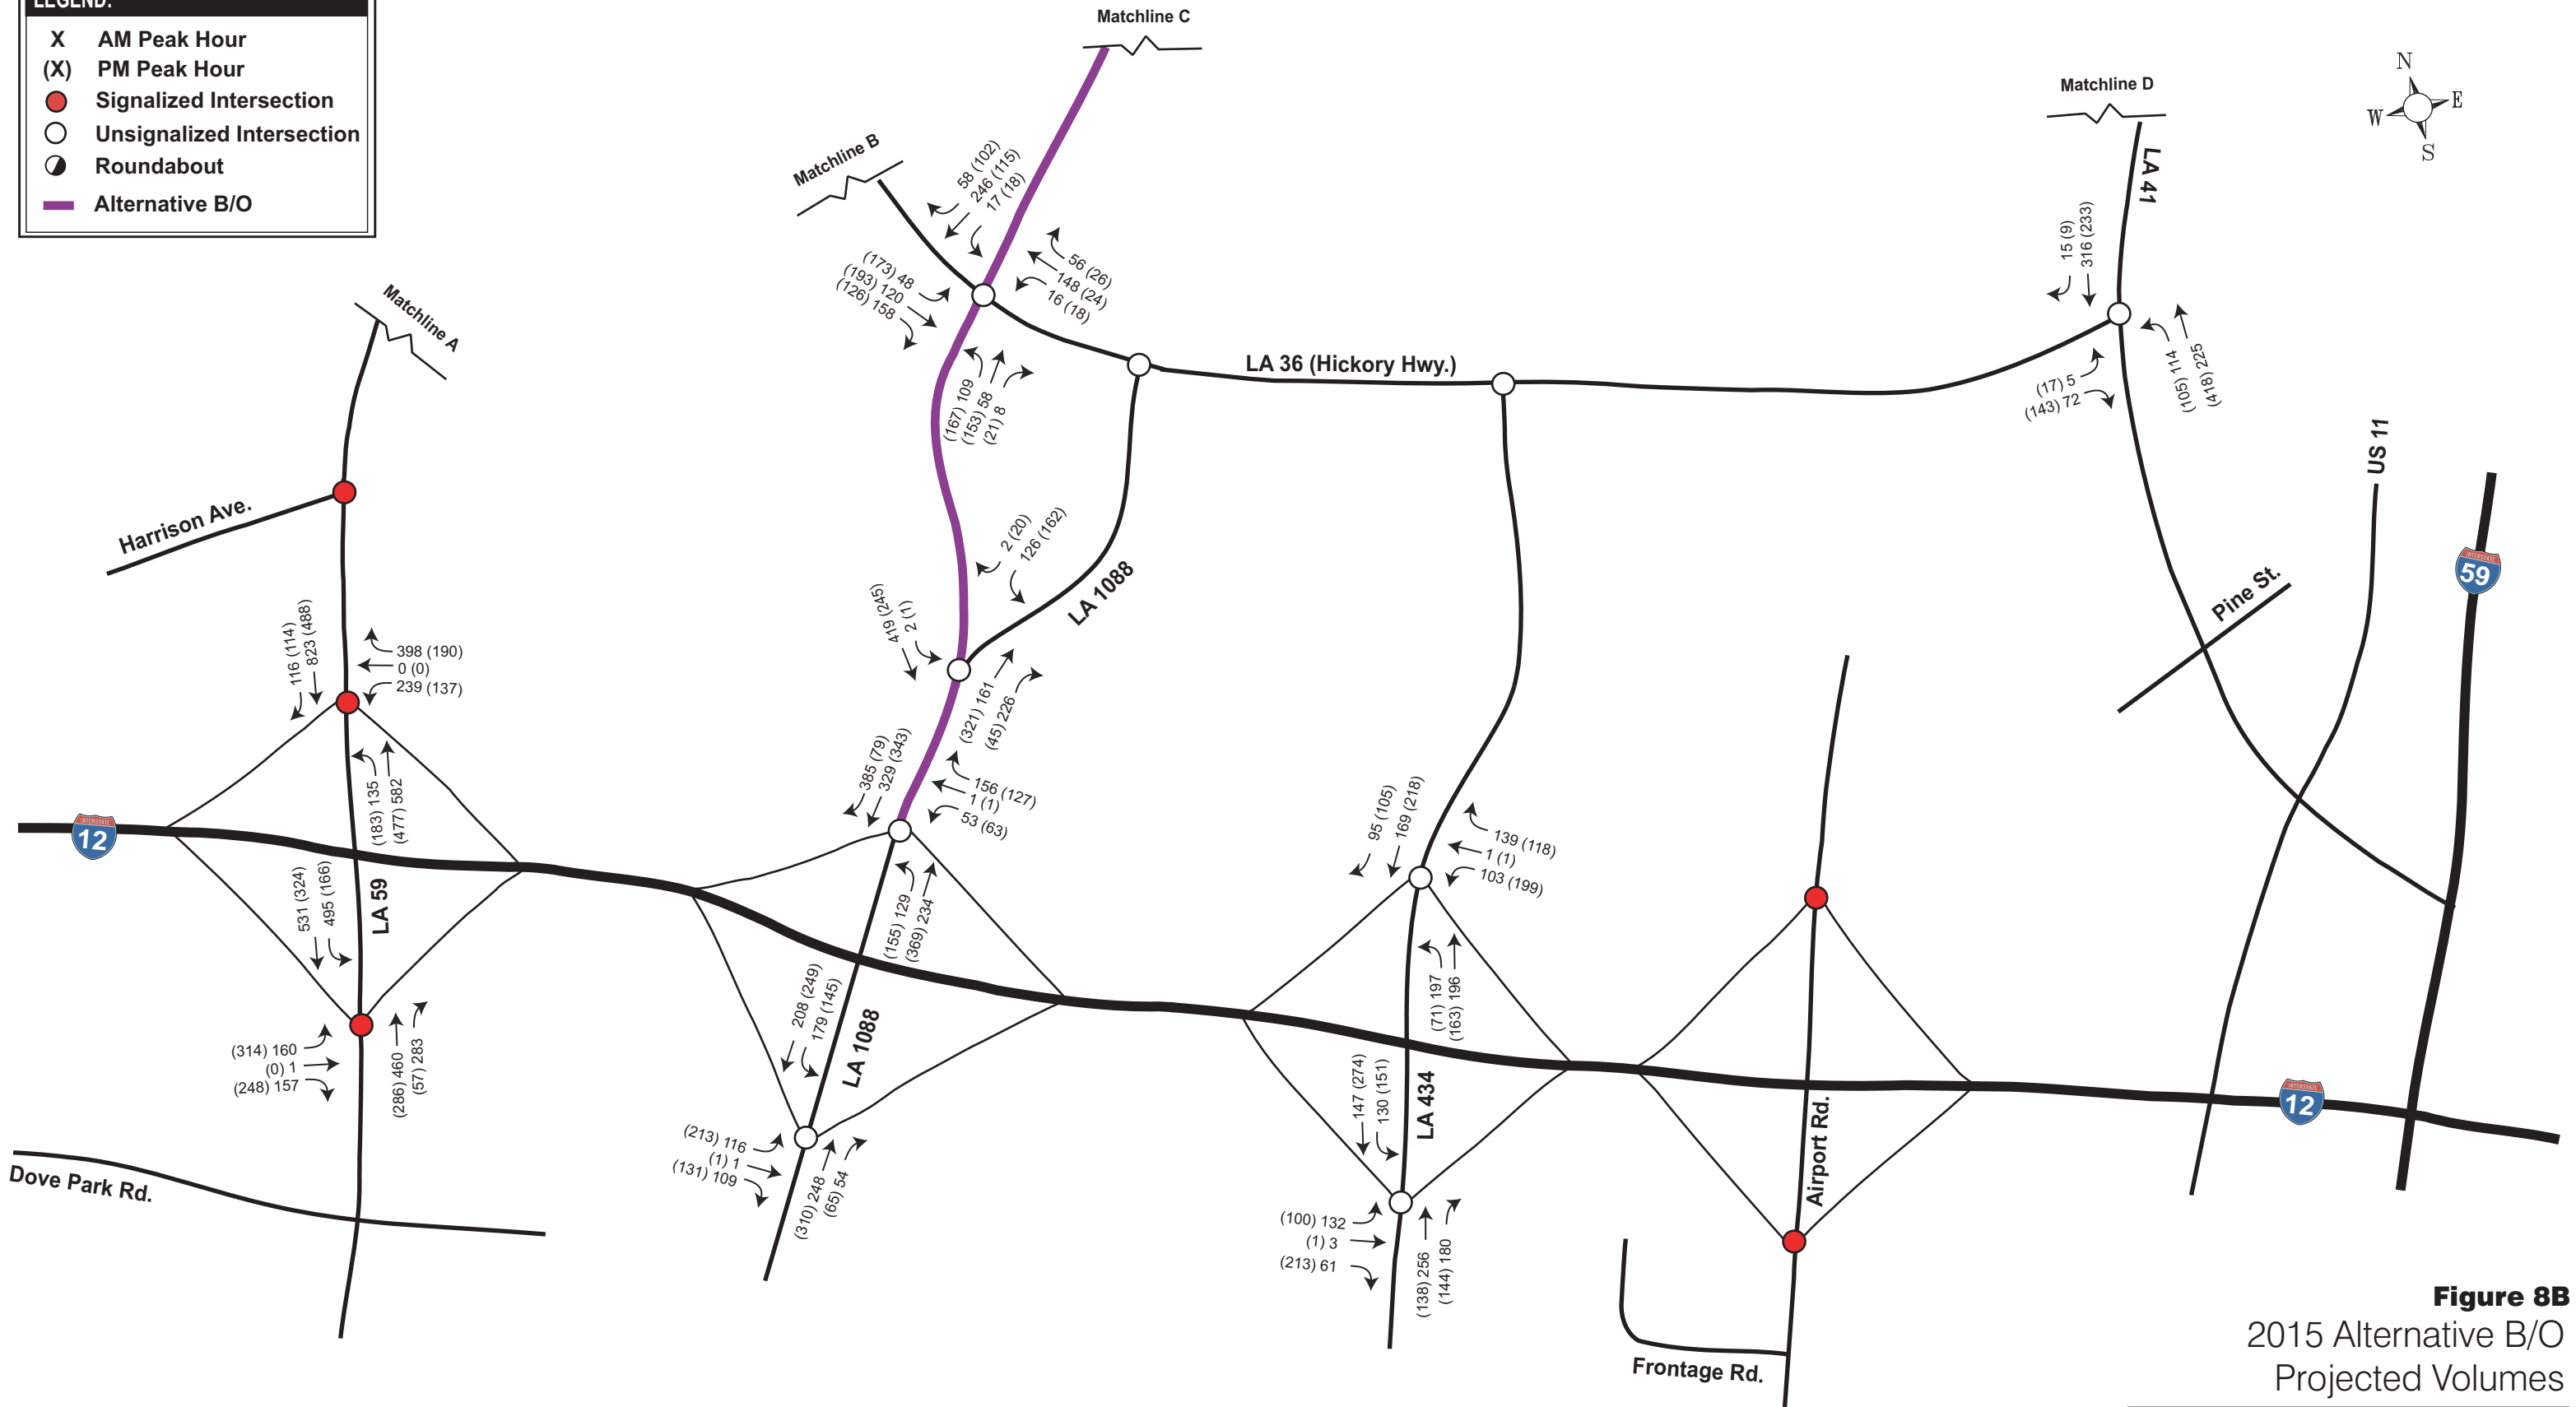 LEGEND:
X AM Peak Hour
(X) PM Peak Hour
Signalized Intersection
Unsignalized Intersection
Roundabout
Alternative B/O
Matchline C
Matchline B
Matchline D
N
W E
S
LA 41
58 (102)
246 (115)
17 (18)
(173) 48
(193) 120
(126) 158
56 (26)
148 (24)
16 (18)
(167) 109
(153) 58
(21) 8
15 (9)
316 (233)
(17) 5
(143) 72
(105) 114
(418) 225
Matchline A
LA 36 (Hickory Hwy.)
US 11
Harrison Ave.
2 (20)
126 (162)
LA 1088
INTERSTATE
59
Pine St.
116 (114)
823 (488)
398 (190)
0 (0)
239 (137)
419 (245)
2 (1)
(321) 161
(45) 226
(183) 135
(477) 582
385 (79)
329 (343)
156 (127)
1 (1)
53 (63)
95 (105)
169 (218)
139 (118)
1 (1)
103 (199)
INTERSTATE
12
531 (324)
495 (166)
LA 59
(155) 129
(369) 234
(71) 197
(163) 196
208 (249)
179 (145)
LA 1088
(314) 160
(0) 1
(248) 157
(286) 460
(57) 283
147 (274)
130 (151)
LA 434
Airport Rd.
INTERSTATE
12
Dove Park Rd.
(213) 116
(1) 1
(131) 109
(310) 248
(65) 54
(100) 132
(1) 3
(213) 61
(138) 256
(144) 180
Frontage Rd.
Figure 8B
2015 Alternative B/O
Projected Volumes